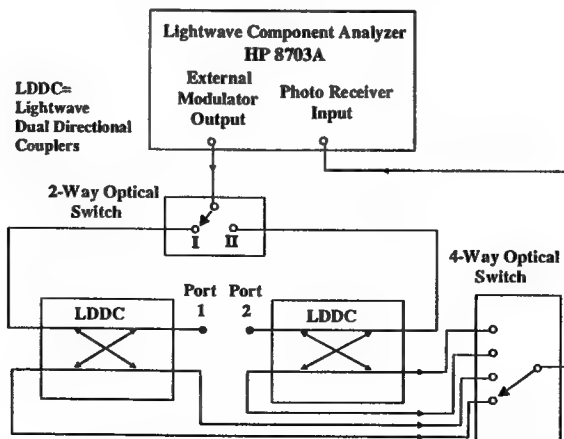 Lightwave Component Analyzer
HP 8703A
External
Modulator
Output
Photo Receiver
Input
LDDC=
Lightwave
Dual Directional
Couplers
2-Way Optical
Switch
I
II
4-Way Optical
Switch
Port
1
Port
2
LDDC
LDDC